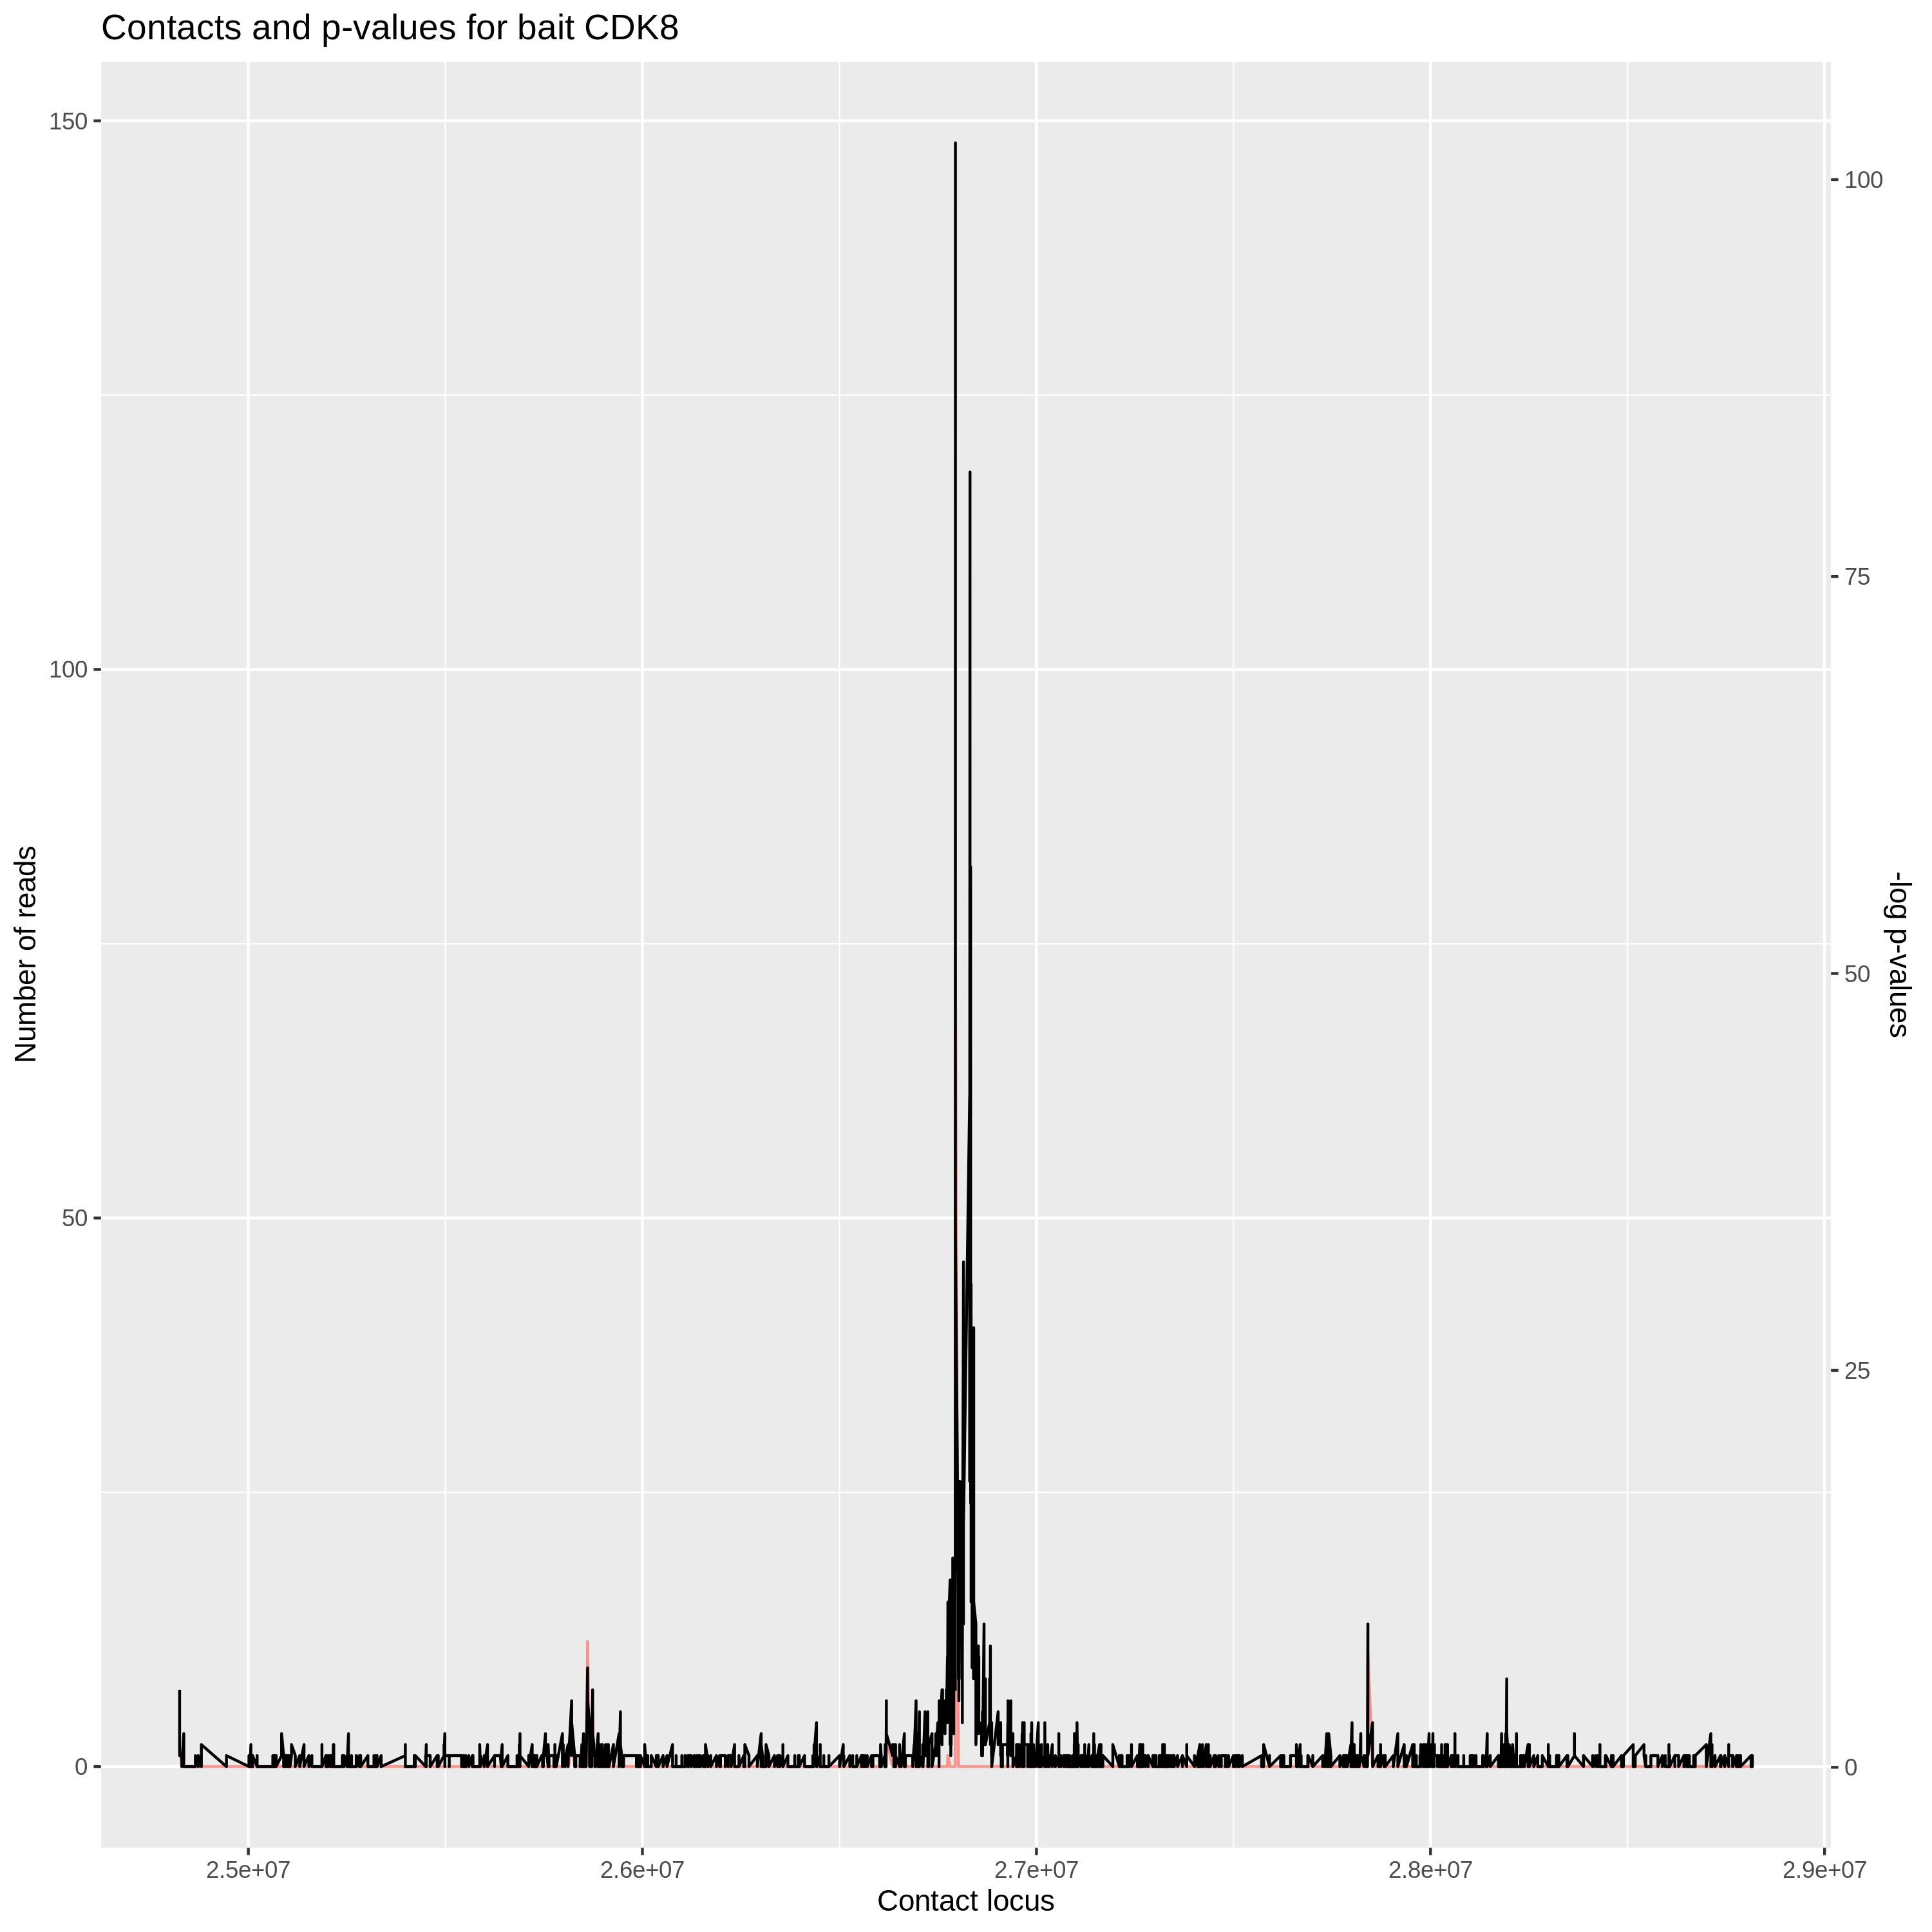 Contacts and p-values for bait CDK8
150
100
50
0
Number of reads
100
75
50
25
0
-log p-values
2.5e+07
2.6e+07
2.7e+07
2.8e+07
2.9e+07
Contact locus